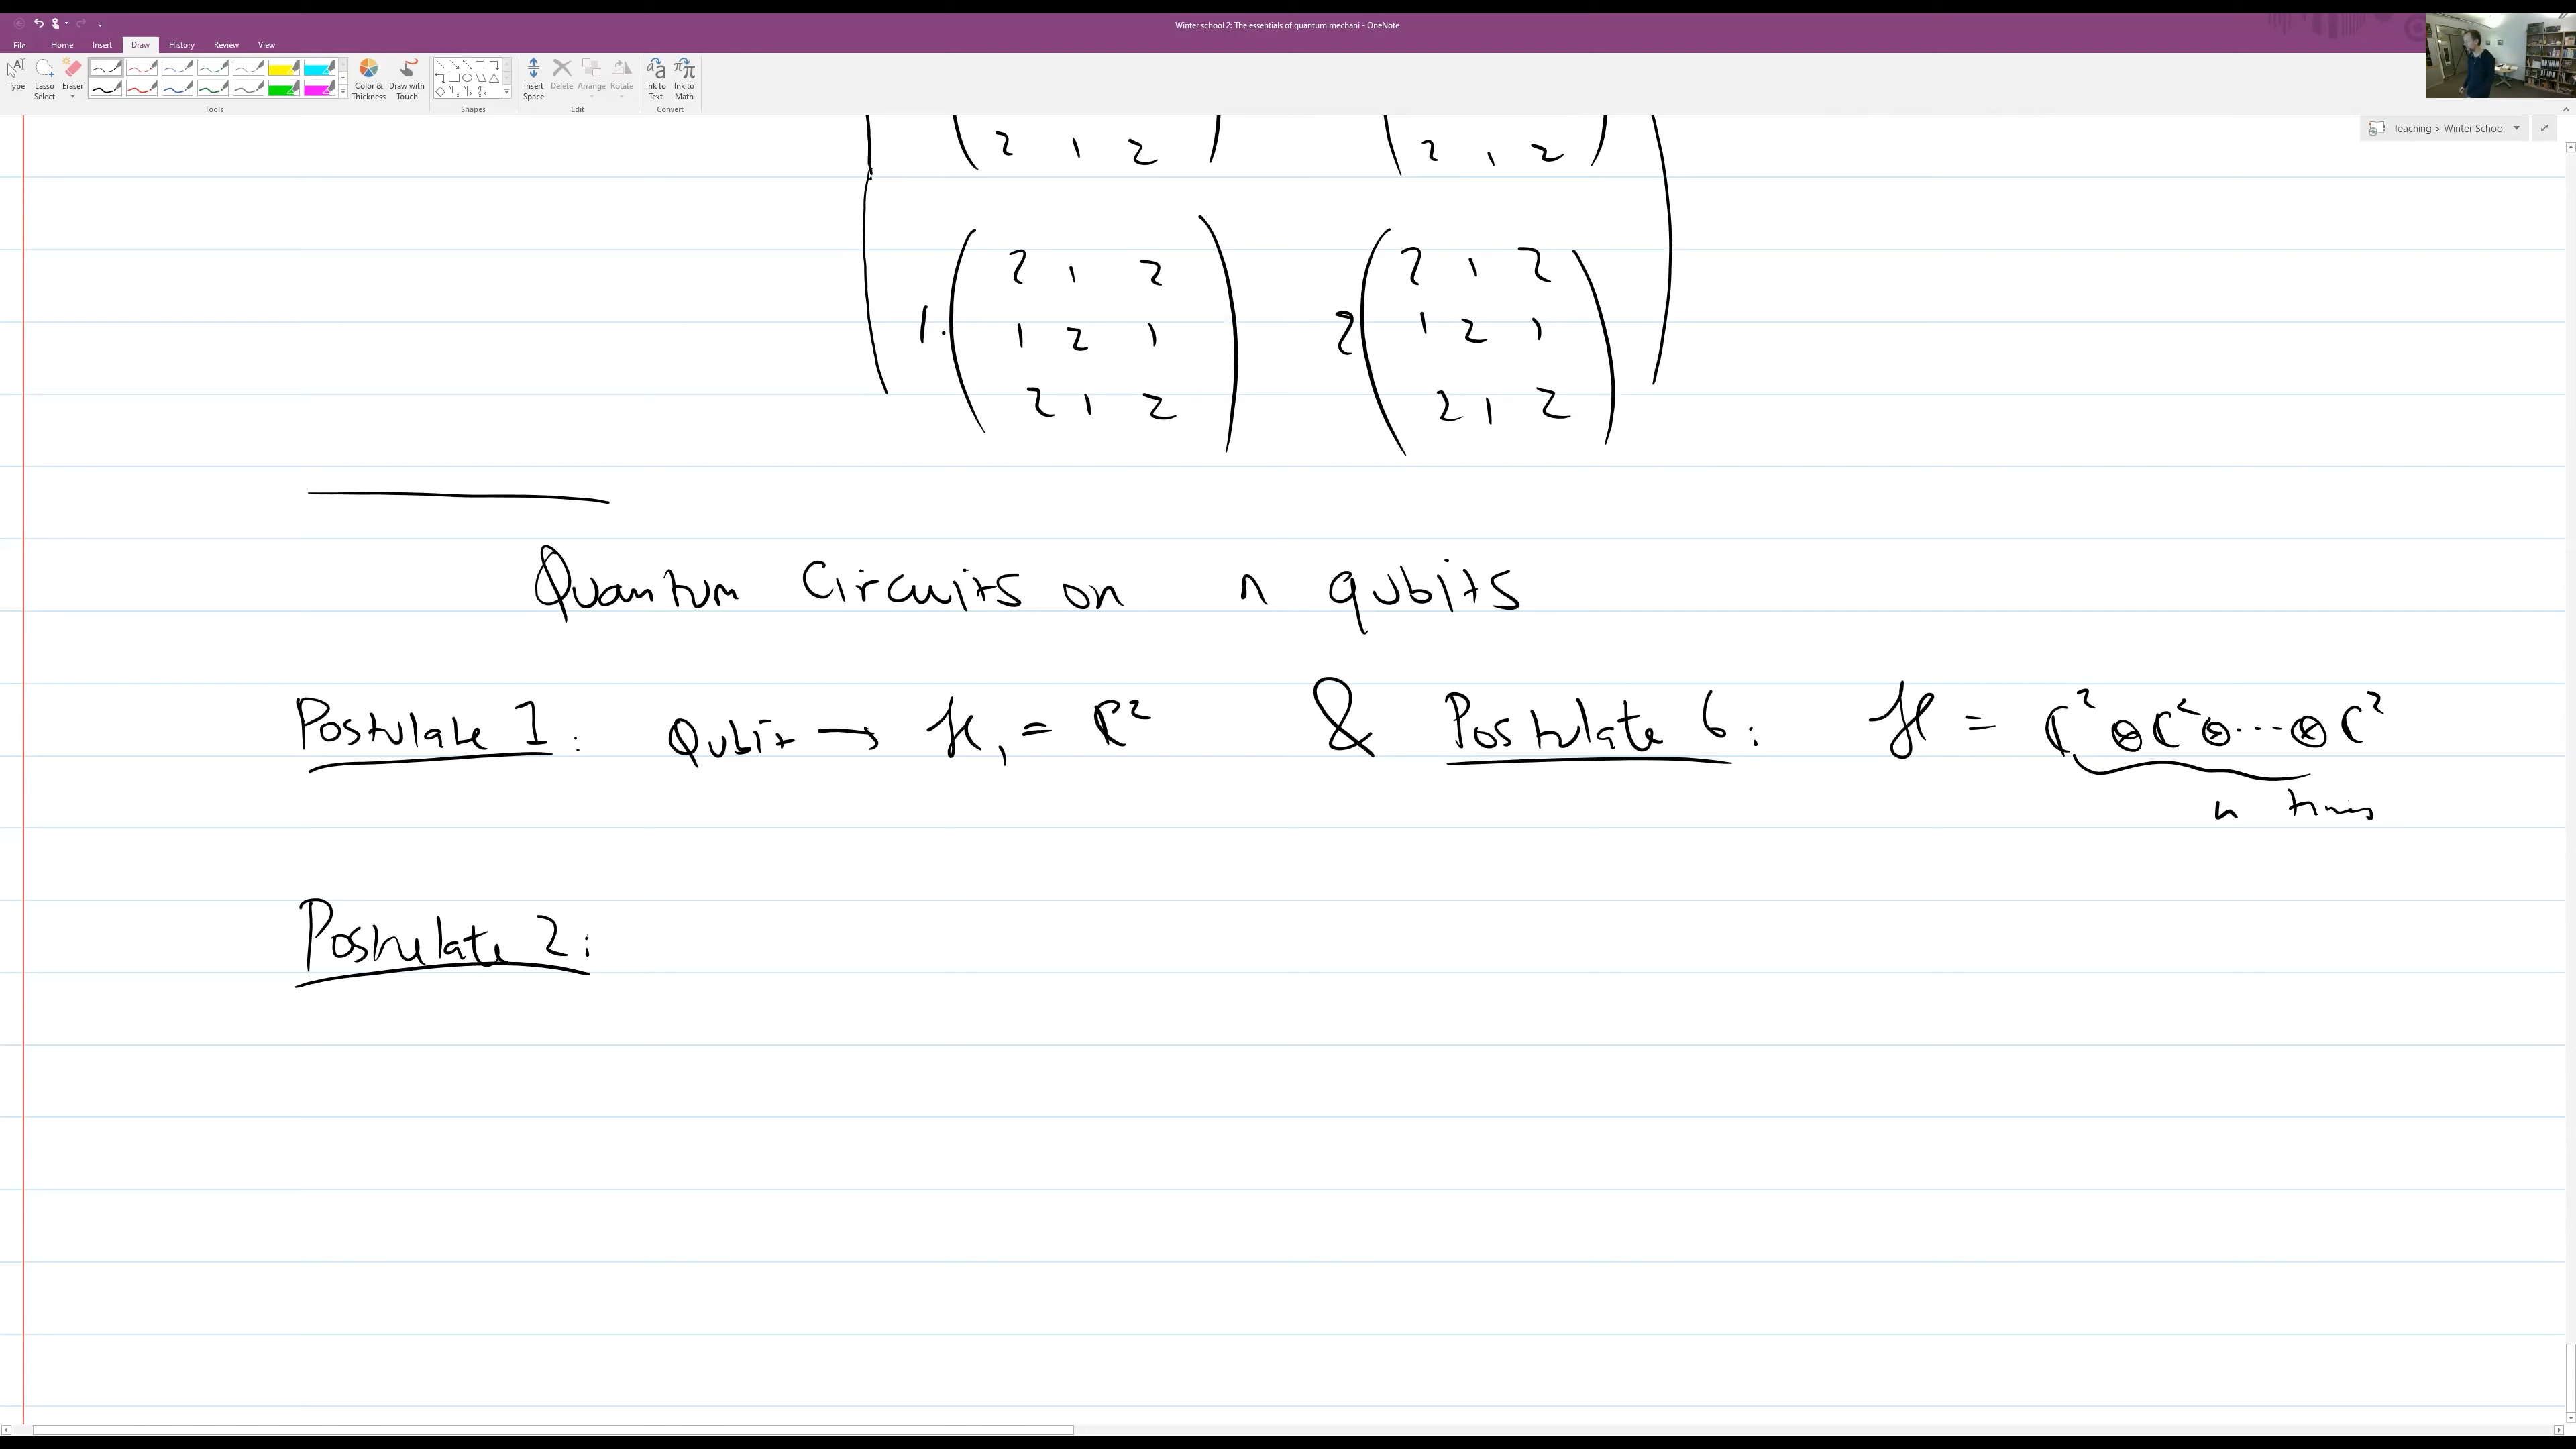 Winter school 2: The essentials of quantum mechani - OneNote
File Home Insert Draw History Review View
Type Lasso Select Eraser Color & Thickness Draw with Touch Insert Space Delete Arrange Rotate Ink to Text Ink to Math
Tools Shapes Edit Convert
Teaching > Winter School
2 1 2 2 1 2
2 1 2 2 1 2
1. 1 2 1 2 1 2 1
2 1 2 2 1 2
Quantum Circuits on n qubits
Postulate 1: Qubit → ℋ₁ = ℂ² & Postulate 6: ℋ = ℂ² ⊗ ℂ² ⊗ ⋯ ⊗ ℂ²
n times
Postulate 2: